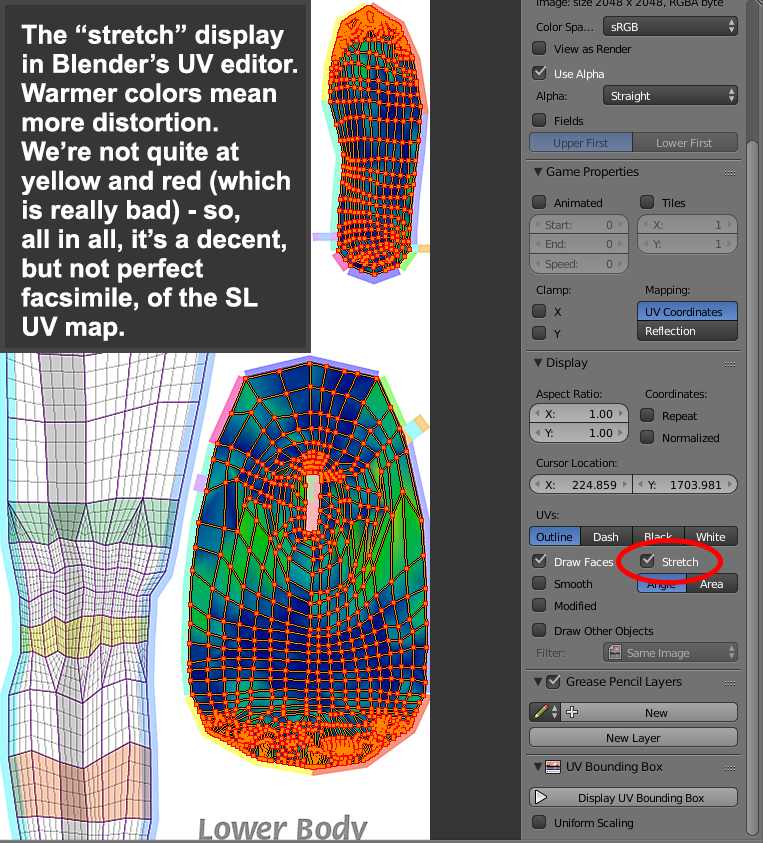 The “stretch” display
in Blender’s UV editor.
Warmer colors mean
more distortion.
We’re not quite at
yellow and red (which
is really bad) - so,
all in all, it’s a decent,
but not perfect
facsimile, of the SL
UV map.
Lower Body
Image: size 2048 x 2048, RGBA byte
Color Spa... sRGB
View as Render
Use Alpha
Alpha: Straight
Fields
Upper First Lower First
Game Properties
Animated Tiles
Start: 0 X: 1
End: 0 Y: 1
Speed: 0
Clamp: Mapping:
X UV Coordinates
Y Reflection
Display
Aspect Ratio: Coordinates:
X: 1.00 Repeat
Y: 1.00 Normalized
Cursor Location:
X: 224.859 Y: 1703.981
UVs:
Outline Dash Black White
Draw Faces Stretch
Smooth Angle Area
Modified
Draw Other Objects
Filter: Same Image
Grease Pencil Layers
New
New Layer
UV Bounding Box
Display UV Bounding Box
Uniform Scaling